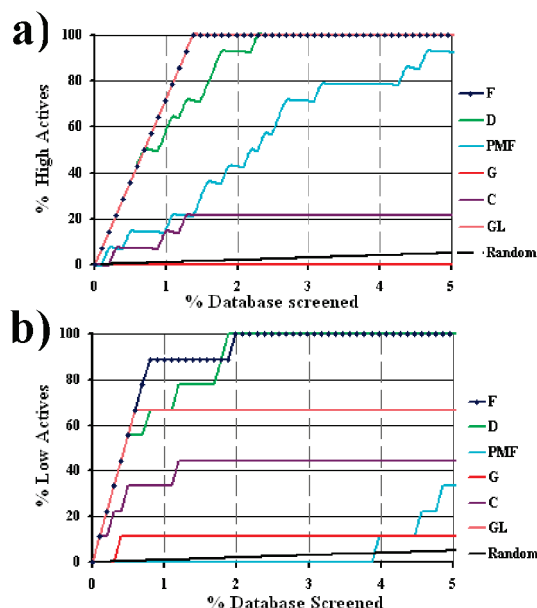 a)
100
80
60
40
20
0
% High Actives
0 1 2 3 4 5
% Database screened
F
D
PMF
G
C
GL
Random
b)
100
80
60
40
20
0
% Low Actives
0 1 2 3 4 5
% Database Screened
F
D
PMF
G
C
GL
Random